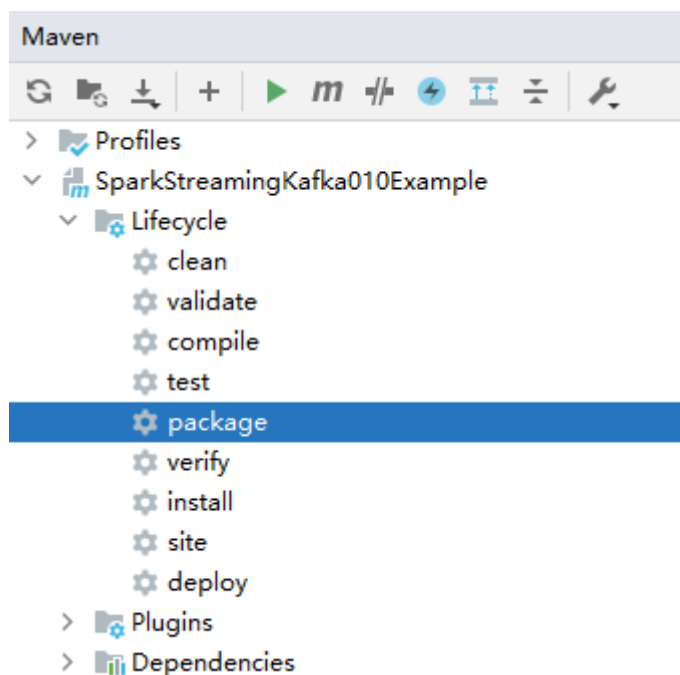 Maven
Profiles
SparkStreamingKafka010Example
Lifecycle
clean
validate
compile
test
package
verify
install
site
deploy
Plugins
Dependencies